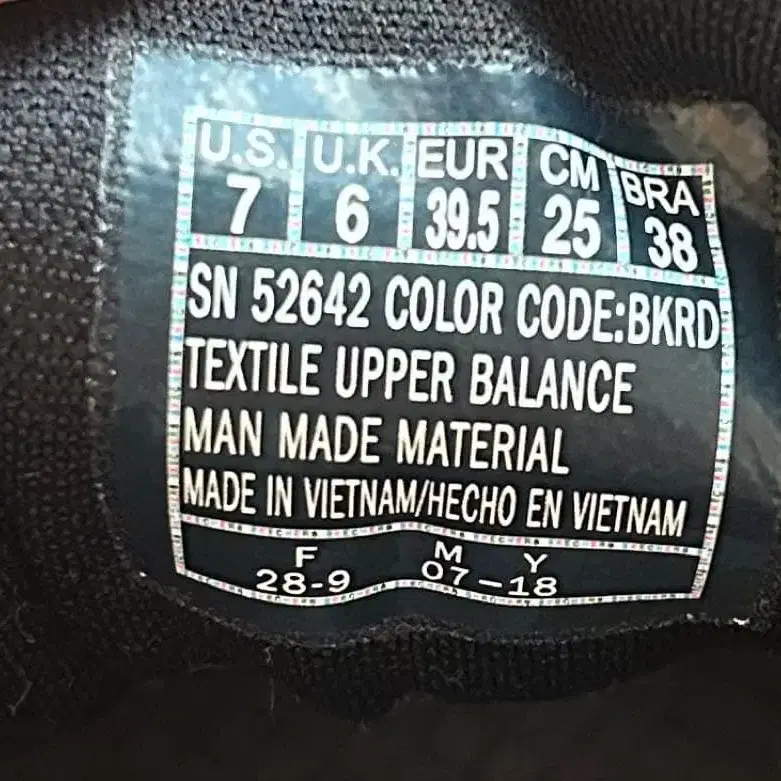 U.S. U.K. EUR CM BRA
7 6 39.5 25 38
SN 52642 COLOR CODE:BKRD
TEXTILE UPPER BALANCE
MAN MADE MATERIAL
MADE IN VIETNAM/HECHO EN VIETNAM
F M Y
28-9 07-18